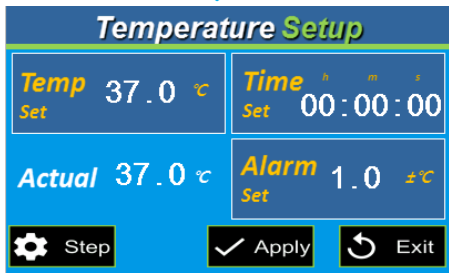 Temperature Setup
Temp Set 37.0 ℃
Time Set h m s 00:00:00
Actual 37.0 ℃
Alarm Set 1.0 ±℃
Step
Apply
Exit